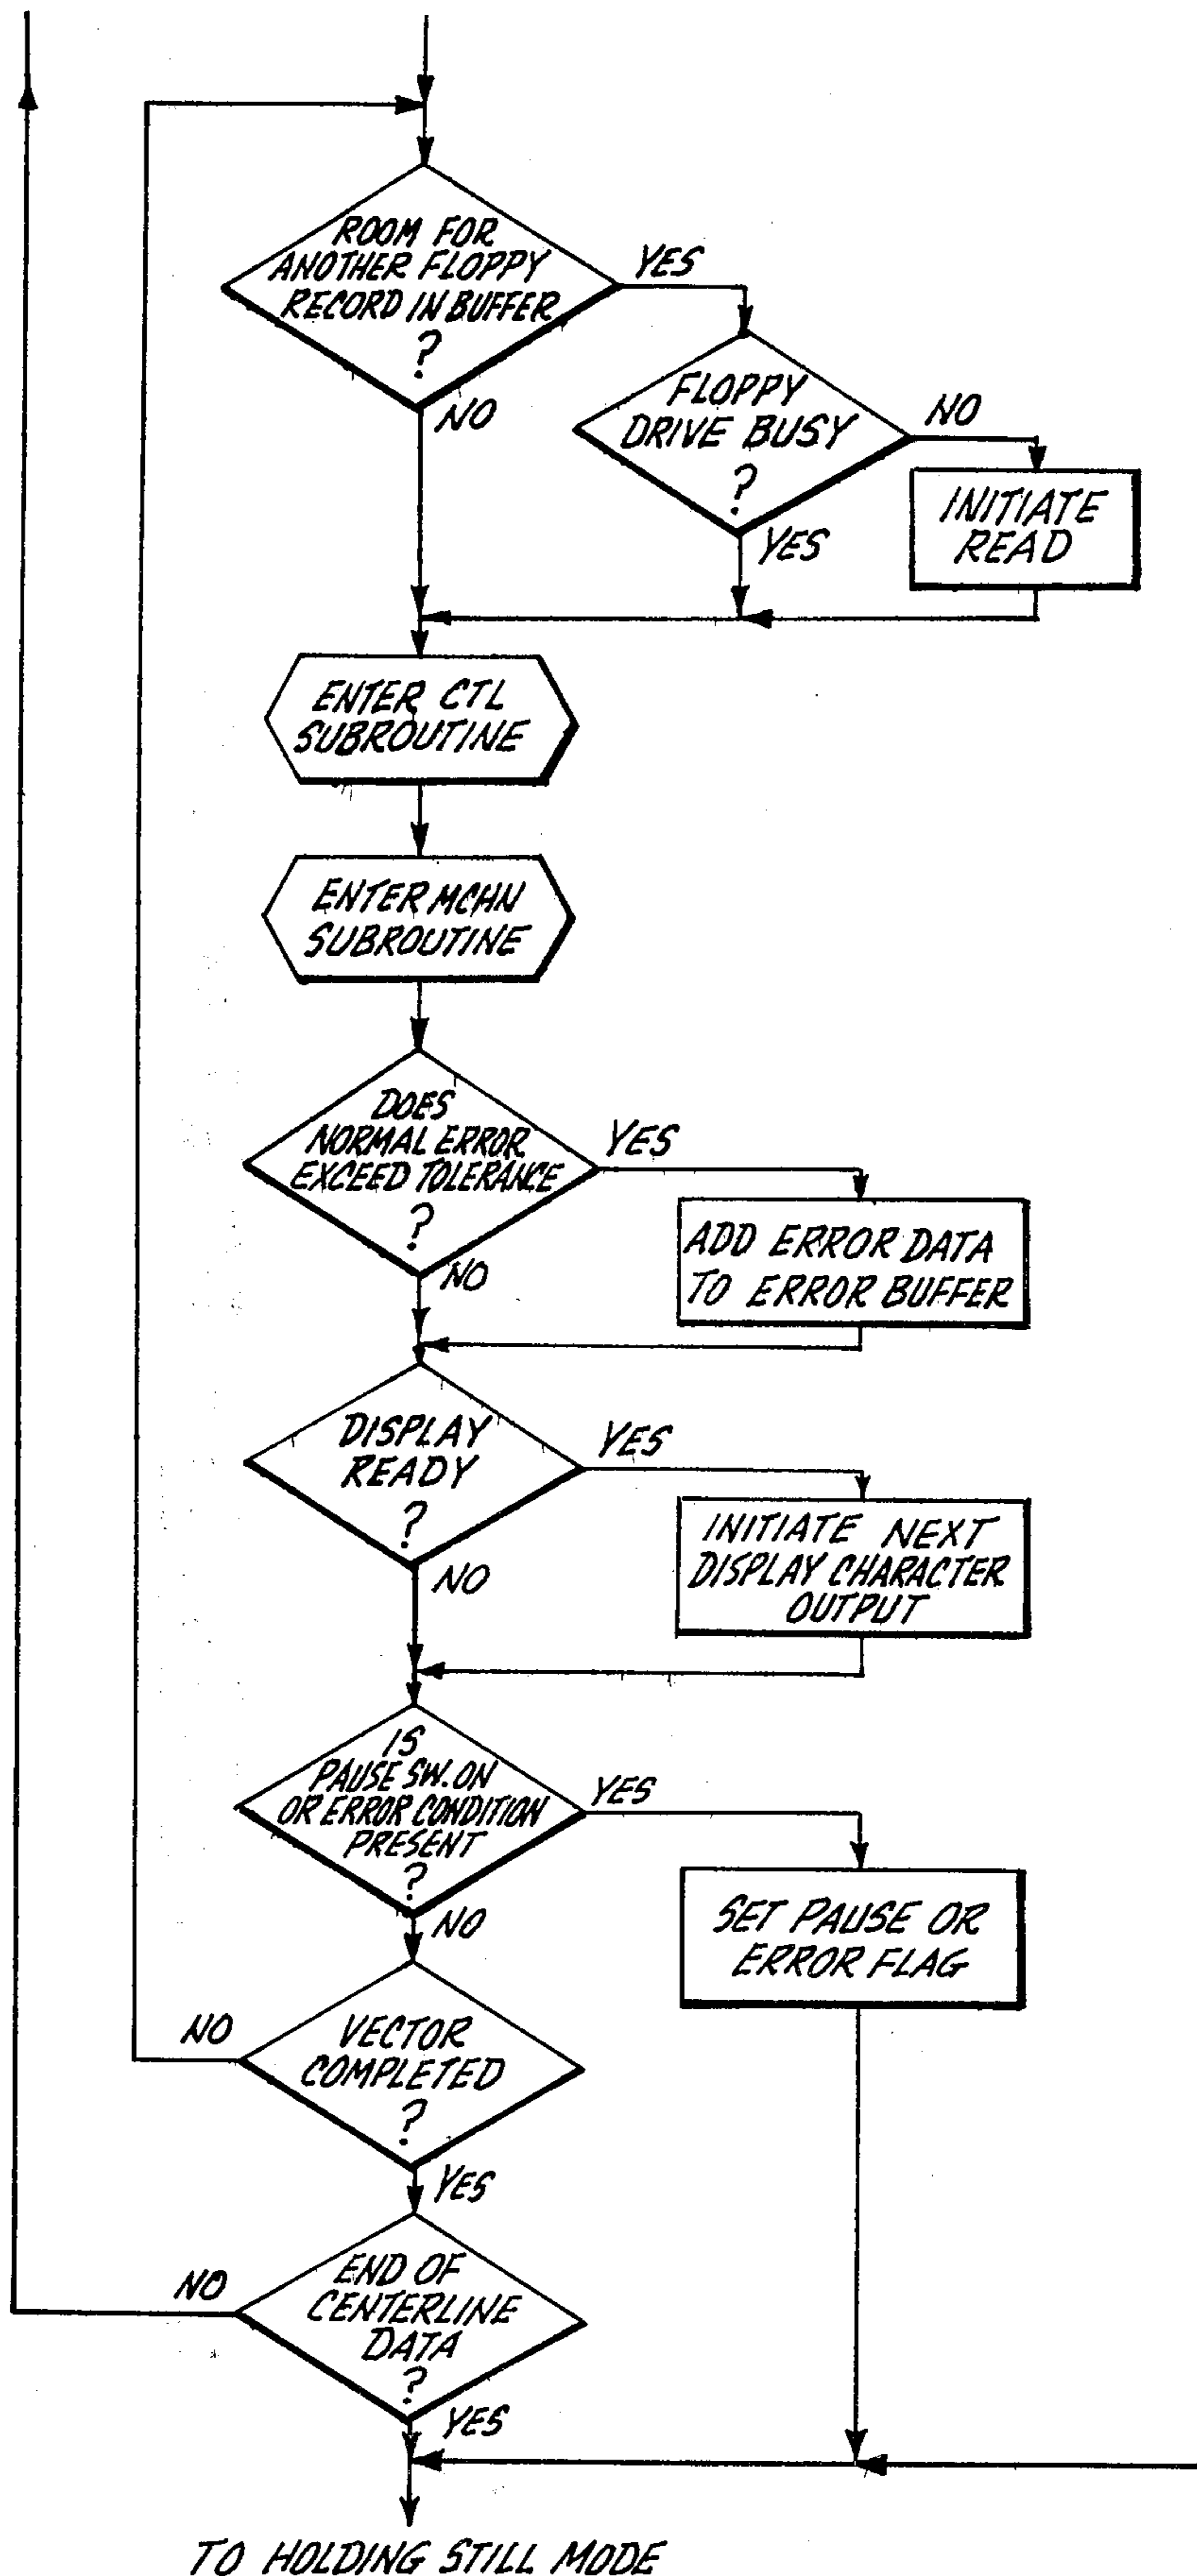 ROOM FOR
ANOTHER FLOPPY
RECORD IN BUFFER
?
YES
NO
FLOPPY
DRIVE BUSY
?
NO
YES
INITIATE
READ
ENTER CTL
SUBROUTINE
ENTER MCHN
SUBROUTINE
DOES
NORMAL ERROR
EXCEED TOLERANCE
?
YES
NO
ADD ERROR DATA
TO ERROR BUFFER
DISPLAY
READY
?
YES
NO
INITIATE NEXT
DISPLAY CHARACTER
OUTPUT
IS
PAUSE SW. ON
OR ERROR CONDITION
PRESENT
?
YES
NO
SET PAUSE OR
ERROR FLAG
VECTOR
COMPLETED
?
NO
YES
END OF
CENTERLINE
DATA
?
NO
YES
TO HOLDING STILL MODE